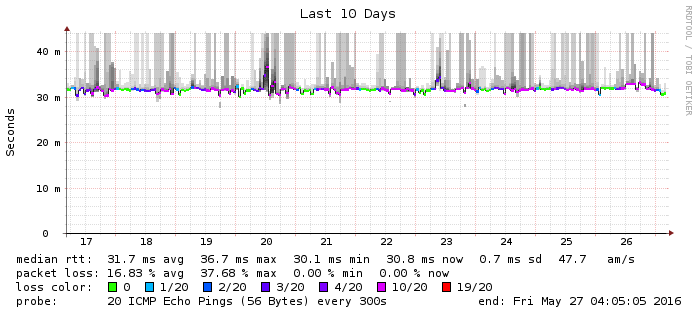 Last 10 Days
RRDTOOL / TOBI OETIKER
Seconds
40 m
30 m
20 m
10 m
0
17 18 19 20 21 22 23 24 25 26
median rtt: 31.7 ms avg 36.7 ms max 30.1 ms min 30.8 ms now 0.7 ms sd 47.7 am/s
packet loss: 16.83 % avg 37.68 % max 0.00 % min 0.00 % now
loss color: 0 1/20 2/20 3/20 4/20 10/20 19/20
probe: 20 ICMP Echo Pings (56 Bytes) every 300s end: Fri May 27 04:05:05 2016